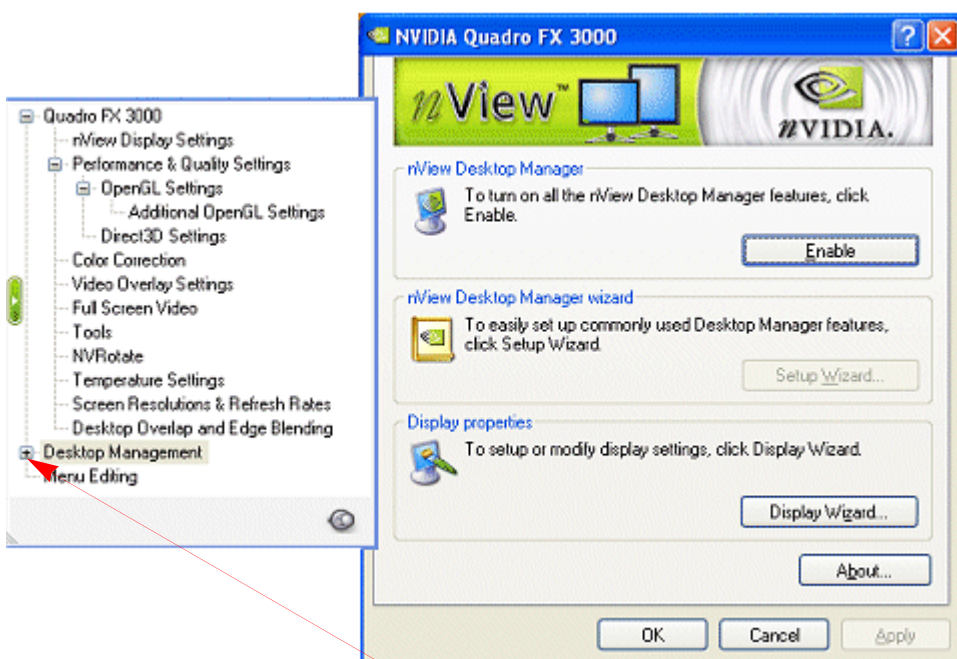 NVIDIA Quadro FX 3000
nView™
nVIDIA.
Quadro FX 3000
nView Display Settings
Performance & Quality Settings
OpenGL Settings
Additional OpenGL Settings
Direct3D Settings
Color Correction
Video Overlay Settings
Full Screen Video
Tools
NVRotate
Temperature Settings
Screen Resolutions & Refresh Rates
Desktop Overlap and Edge Blending
Desktop Management
Menu Editing
nView Desktop Manager
To turn on all the nView Desktop Manager features, click
Enable.
Enable
nView Desktop Manager wizard
To easily set up commonly used Desktop Manager features,
click Setup Wizard.
Setup Wizard...
Display properties
To setup or modify display settings, click Display Wizard.
Display Wizard...
About...
OK
Cancel
Apply